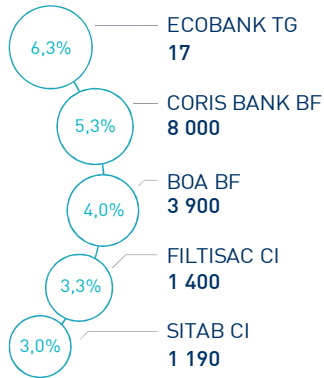 6,3%
ECOBANK TG
17
5,3%
CORIS BANK BF
8 000
4,0%
BOA BF
3 900
3,3%
FILTISAC CI
1 400
3,0%
SITAB CI
1 190